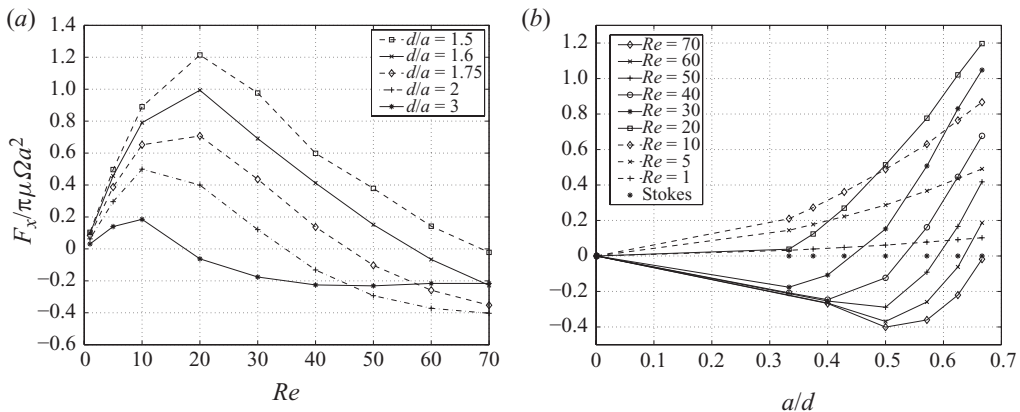 (a)
1.4
1.2
1.0
0.8
0.6
0.4
0.2
0
−0.2
−0.4
−0.6
F_x/πμΩa²
0
10
20
30
40
50
60
70
Re
d/a = 1.5
d/a = 1.6
d/a = 1.75
d/a = 2
d/a = 3
(b)
1.2
1.0
0.8
0.6
0.4
0.2
0
−0.2
−0.4
0
0.1
0.2
0.3
0.4
0.5
0.6
0.7
a/d
Re = 70
Re = 60
Re = 50
Re = 40
Re = 30
Re = 20
Re = 10
Re = 5
Re = 1
Stokes